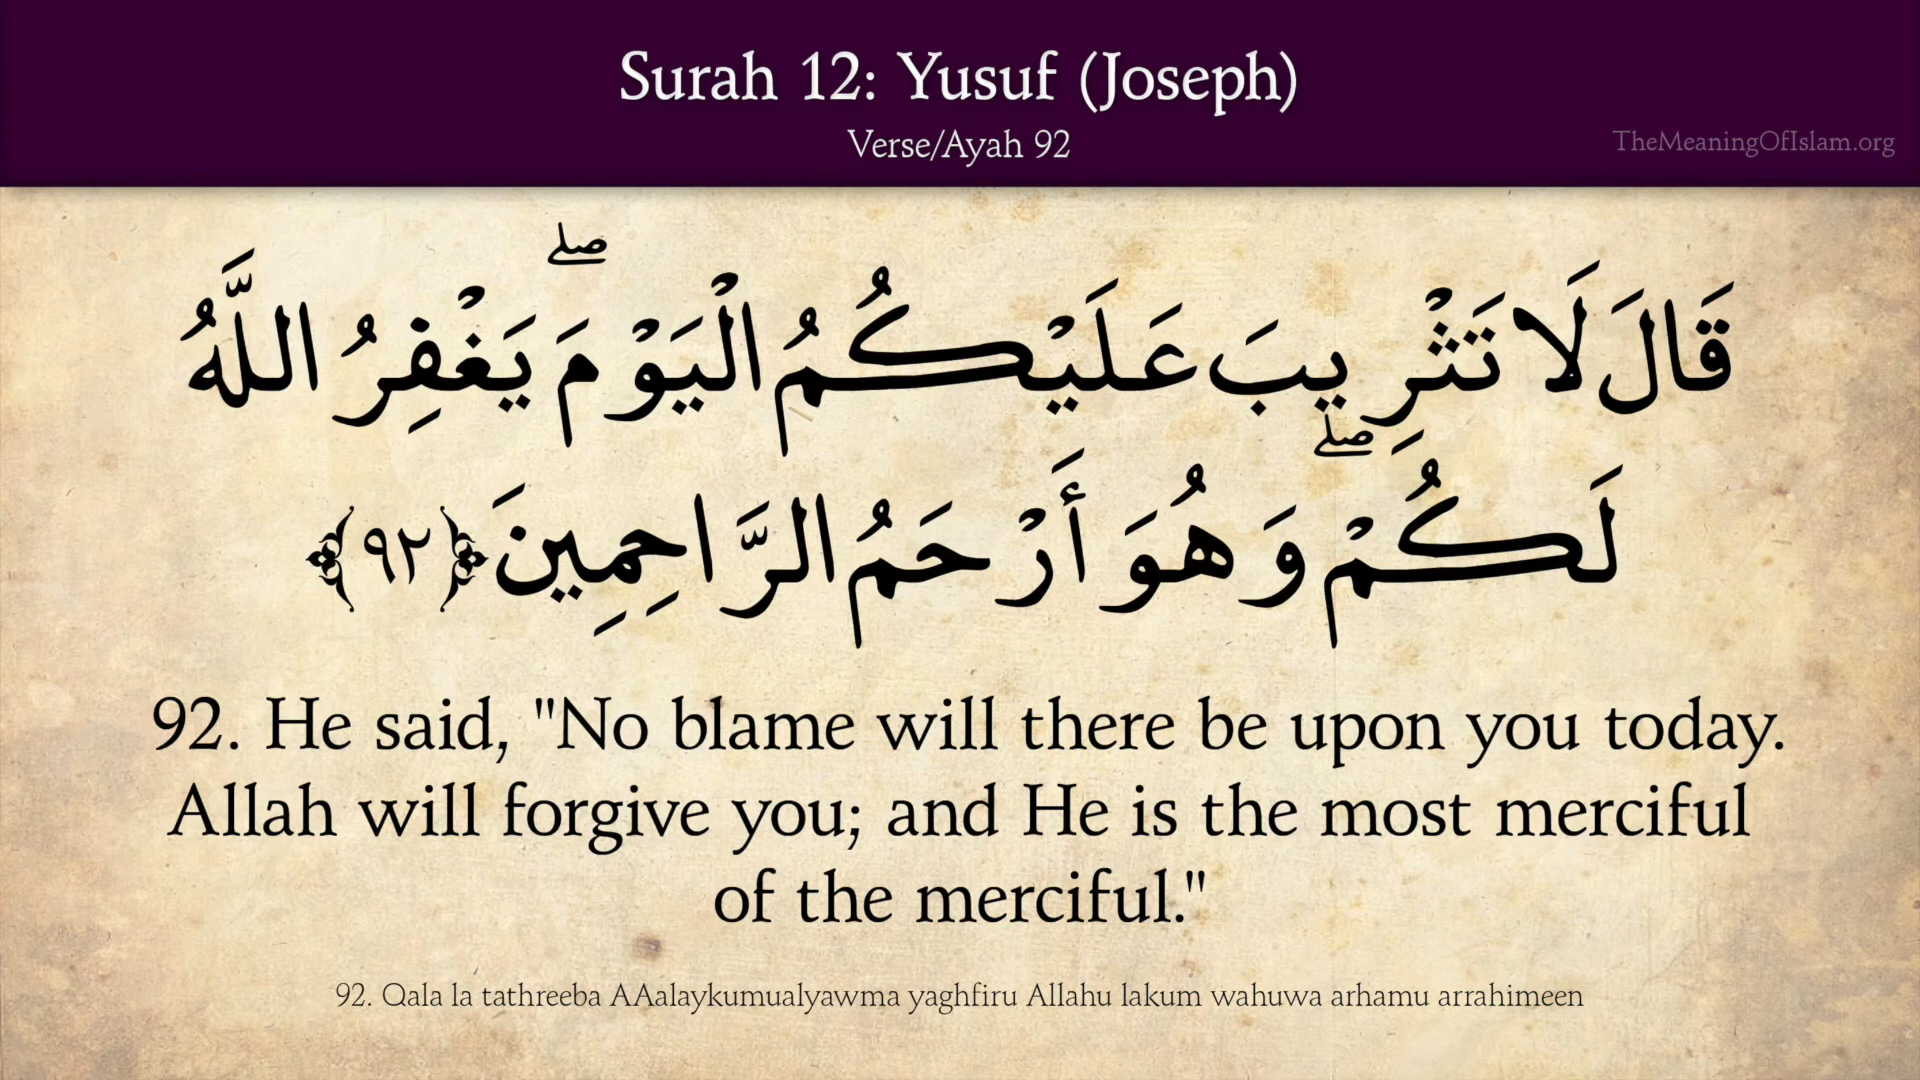 Surah 12: Yusuf (Joseph)
Verse/Ayah 92
TheMeaningOfIslam.org
قَالَ لَا تَثْرِيبَ عَلَيْكُمُ الْيَوْمَ ۖ يَغْفِرُ اللَّهُ
لَكُمْ ۖ وَهُوَ أَرْحَمُ الرَّاحِمِينَ ﴿٩٢﴾
92. He said, "No blame will there be upon you today.
Allah will forgive you; and He is the most merciful
of the merciful."
92. Qala la tathreeba AAalaykumualyawma yaghfiru Allahu lakum wahuwa arhamu arrahimeen